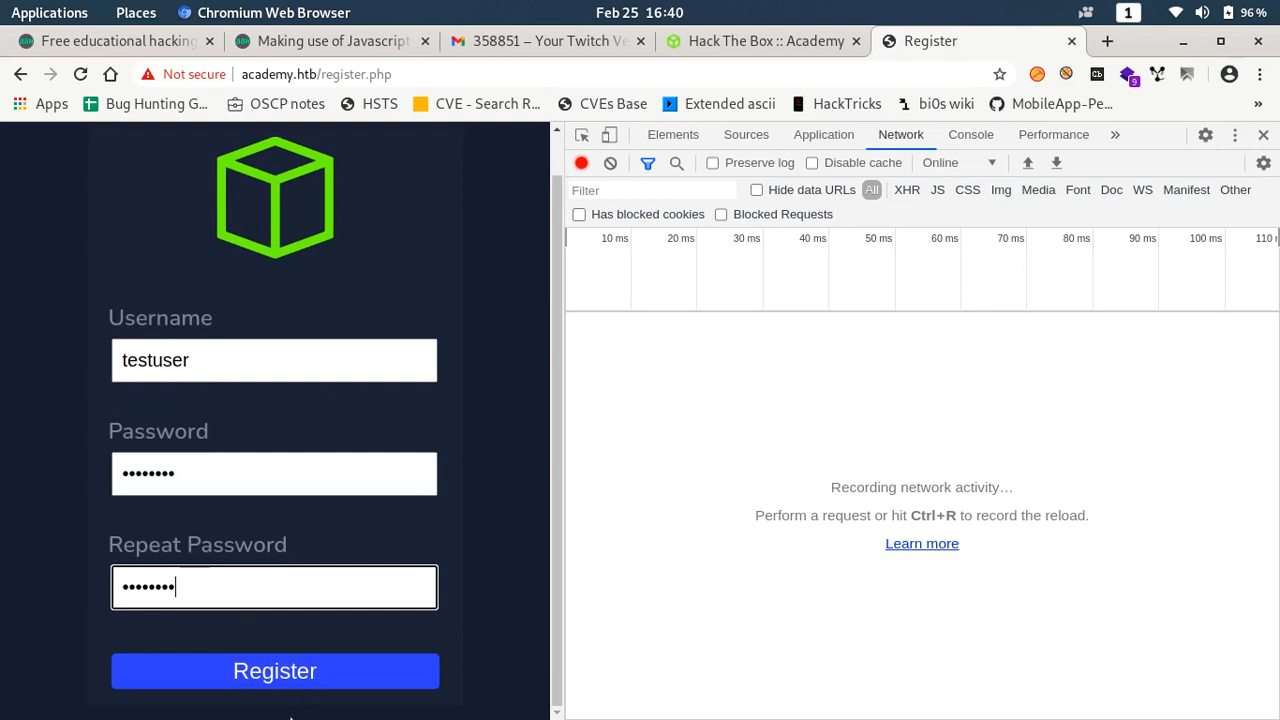 Applications Places Chromium Web Browser Feb 25 16:40 1 96 %
Free educational hacking Making use of Javascript 358851 – Your Twitch Ve Hack The Box :: Academy Register
Not secure academy.htb/register.php 9
Apps Bug Hunting G... OSCP notes HSTS CVE - Search R... CVEs Base Extended ascii HackTricks bi0s wiki MobileApp-Pe... »
Elements Sources Application Network Console Performance »
Preserve log Disable cache Online
Filter Hide data URLs All XHR JS CSS Img Media Font Doc WS Manifest Other
Has blocked cookies Blocked Requests
10 ms 20 ms 30 ms 40 ms 50 ms 60 ms 70 ms 80 ms 90 ms 100 ms 110
Username
testuser
Password
••••••••
Repeat Password
••••••••
Register
Recording network activity…
Perform a request or hit Ctrl+R to record the reload.
Learn more